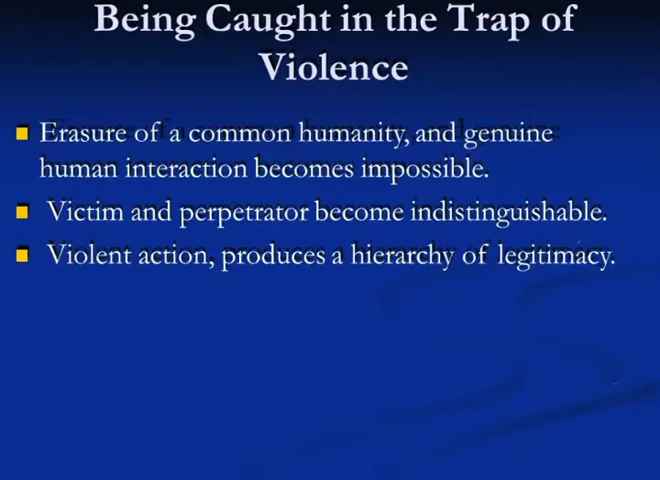 Being Caught in the Trap of
Violence
Erasure of a common humanity, and genuine
human interaction becomes impossible.
Victim and perpetrator become indistinguishable.
Violent action, produces a hierarchy of legitimacy.